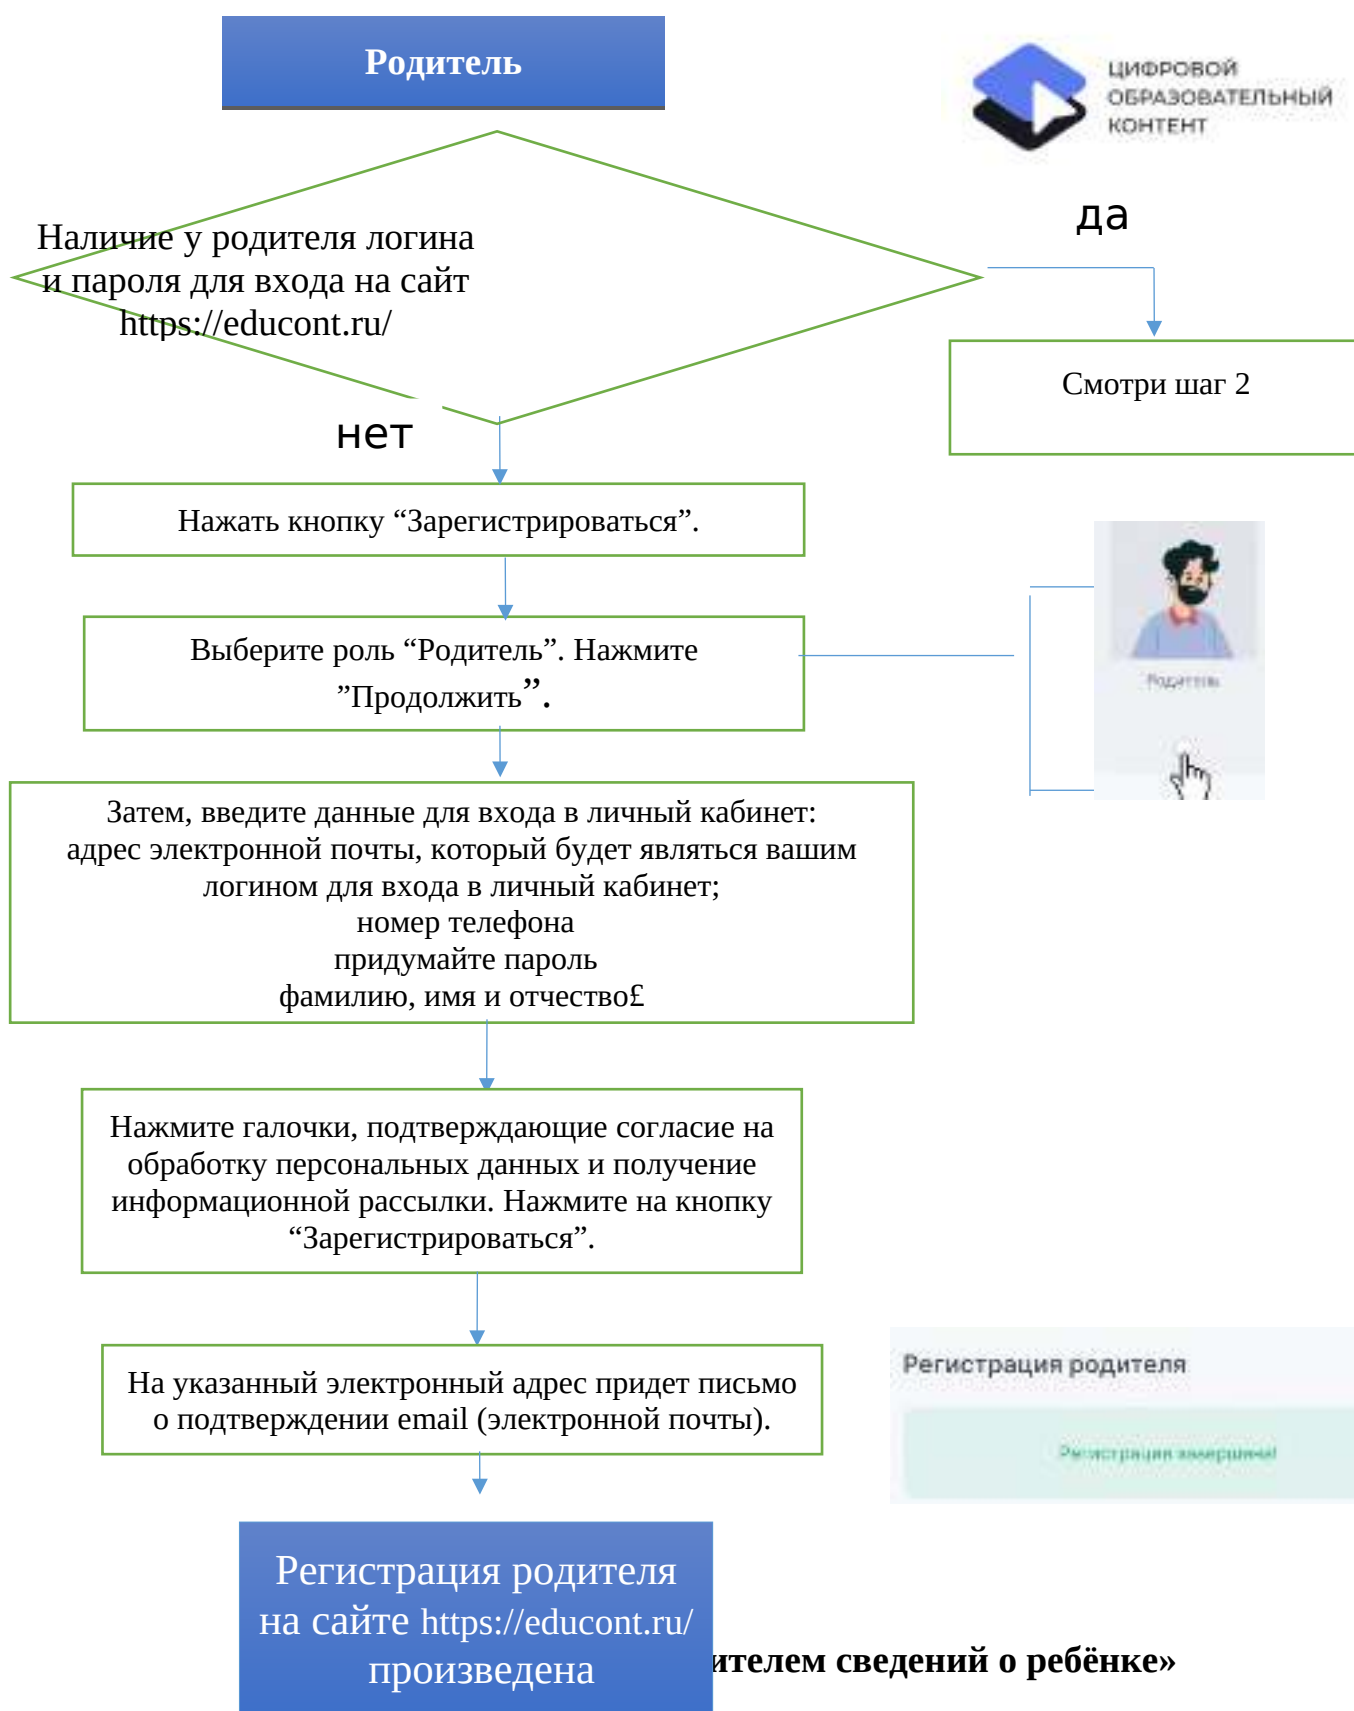 Родитель
ЦИФРОВОЙ
ОБРАЗОВАТЕЛЬНЫЙ
КОНТЕНТ
да
Наличие у родителя логина
и пароля для входа на сайт
https://educont.ru/
Смотри шаг 2
нет
Нажать кнопку “Зарегистрироваться”.
Выберите роль “Родитель”. Нажмите
”Продолжить”.
Родитель
Затем, введите данные для входа в личный кабинет:
адрес электронной почты, который будет являться вашим
логином для входа в личный кабинет;
номер телефона
придумайте пароль
фамилию, имя и отчество£
Нажмите галочки, подтверждающие согласие на
обработку персональных данных и получение
информационной рассылки. Нажмите на кнопку
“Зарегистрироваться”.
На указанный электронный адрес придет письмо
о подтверждении email (электронной почты).
Регистрация родителя
Регистрация завершена!
Регистрация родителя
на сайте https://educont.ru/
произведена
ителем сведений о ребёнке»